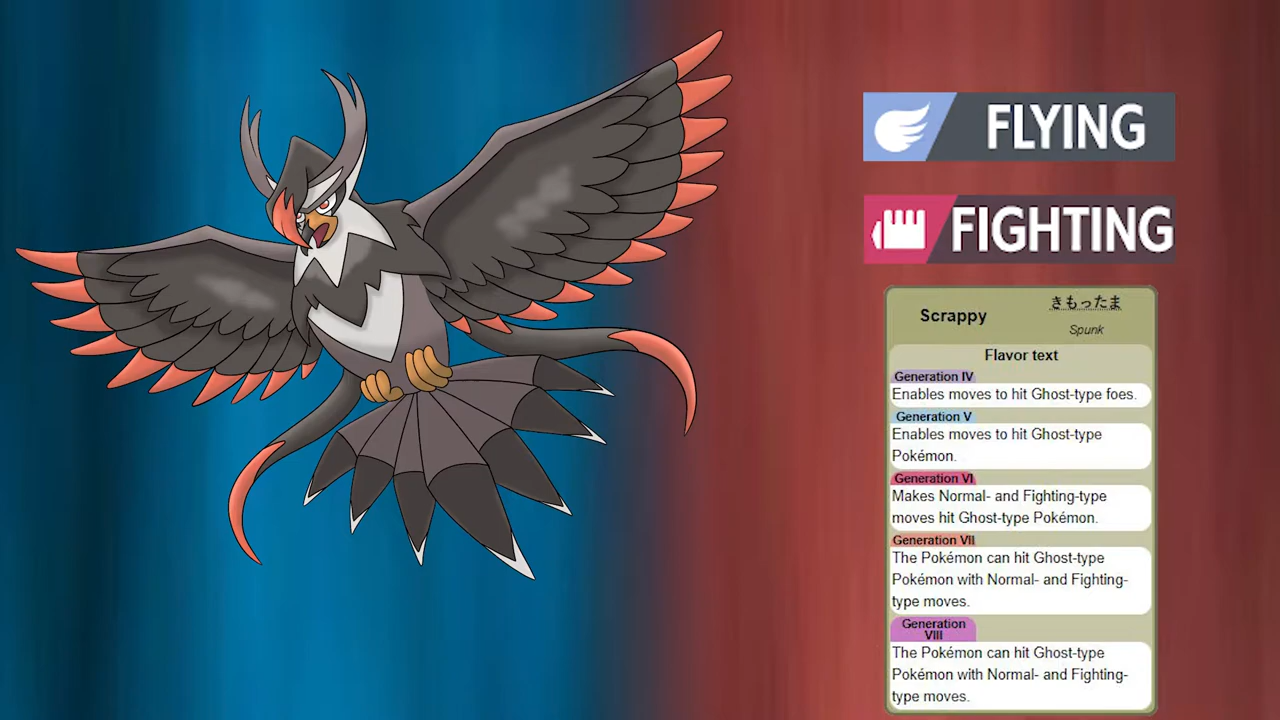 FLYING
FIGHTING
Scrappy
きもったま
Spunk
Flavor text
Generation IV
Enables moves to hit Ghost-type foes.
Generation V
Enables moves to hit Ghost-type
Pokémon.
Generation VI
Makes Normal- and Fighting-type
moves hit Ghost-type Pokémon.
Generation VII
The Pokémon can hit Ghost-type
Pokémon with Normal- and Fighting-
type moves.
Generation
VIII
The Pokémon can hit Ghost-type
Pokémon with Normal- and Fighting-
type moves.